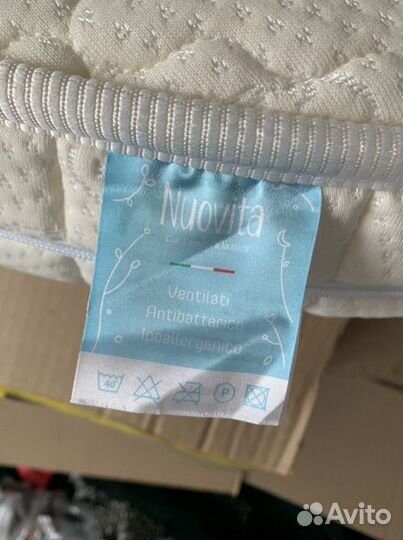 Nuovita
Ventilati
Antibatterico
Ipoallergenico
40°
P
Avito